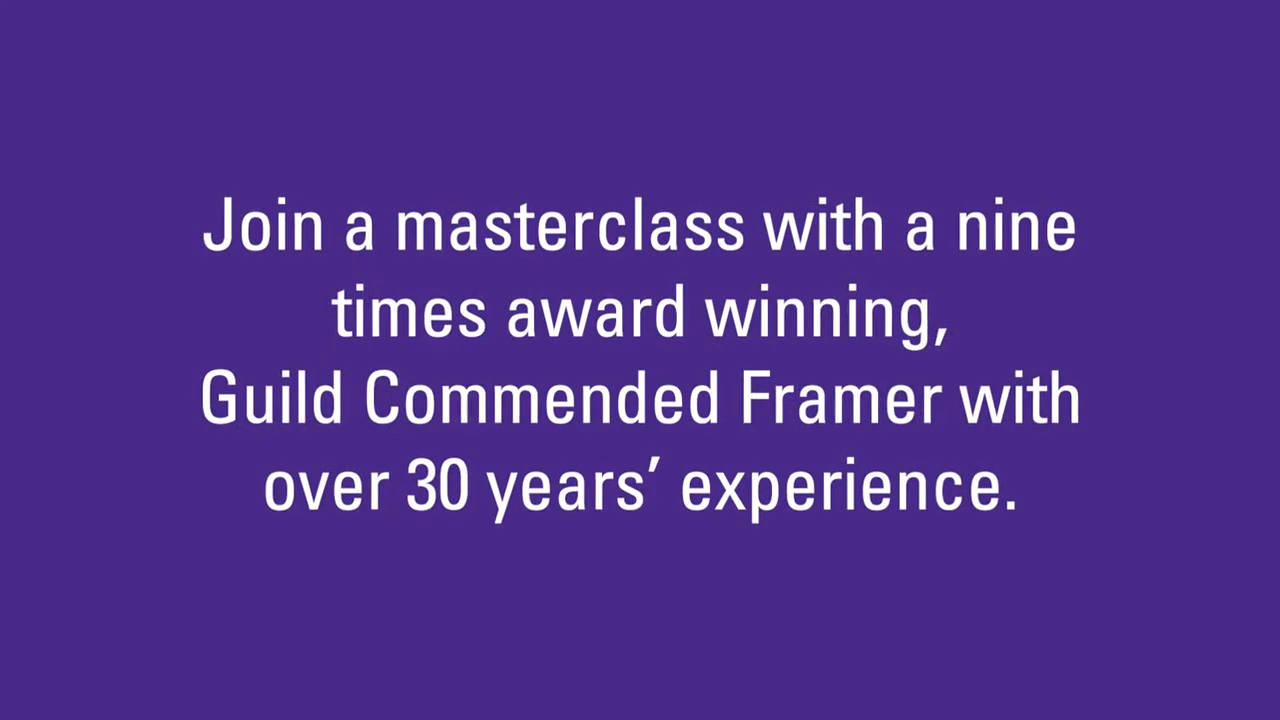 Join a masterclass with a nine
times award winning,
Guild Commended Framer with
over 30 years’ experience.